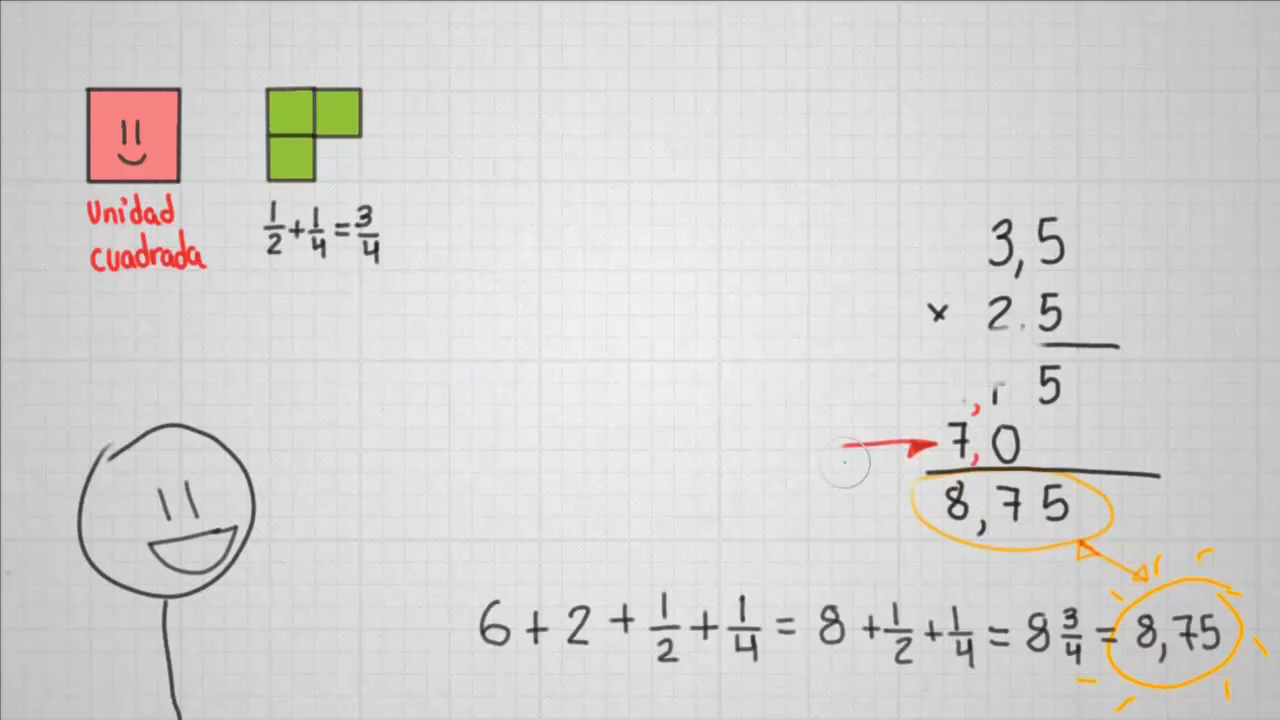 Unidad
cuadrada
1/2 + 1/4 = 3/4
3,5
× 2.5
5
7,0
8,75
6 + 2 + 1/2 + 1/4 = 8 + 1/2 + 1/4 = 8 3/4 = 8,75